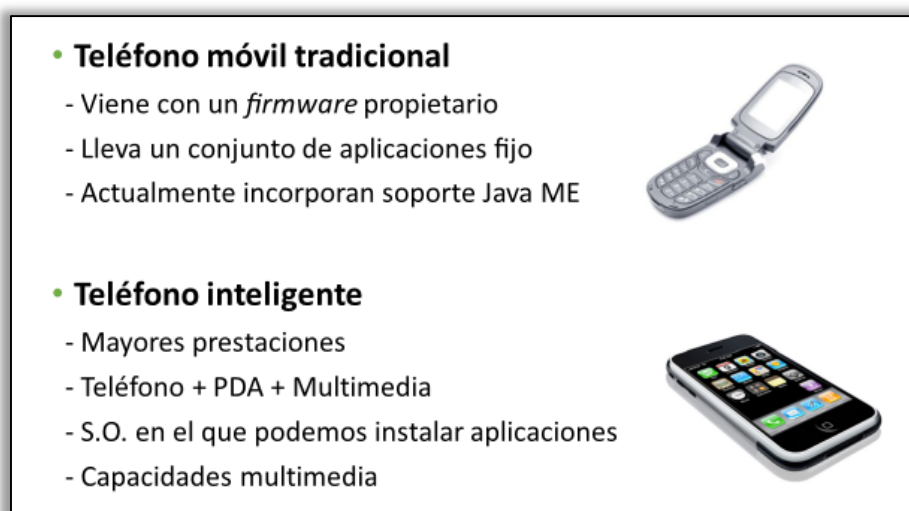 • Teléfono móvil tradicional
- Viene con un firmware propietario
- Lleva un conjunto de aplicaciones fijo
- Actualmente incorporan soporte Java ME
• Teléfono inteligente
- Mayores prestaciones
- Teléfono + PDA + Multimedia
- S.O. en el que podemos instalar aplicaciones
- Capacidades multimedia